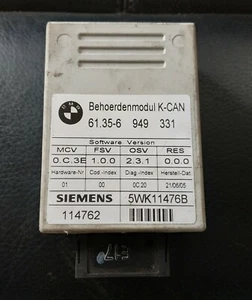 BMW
Behoerdenmodul K-CAN
61.35-6 949 331
Software Version
MCV FSV OSV RES
0.C.3E 1.0.0 2.3.1 0.0.0
Hardware-Nr Cod.-Index Diag.-Index Herstell-Dat.
01 00 0C.20 21/06/05
SIEMENS 5WK11476B
114762